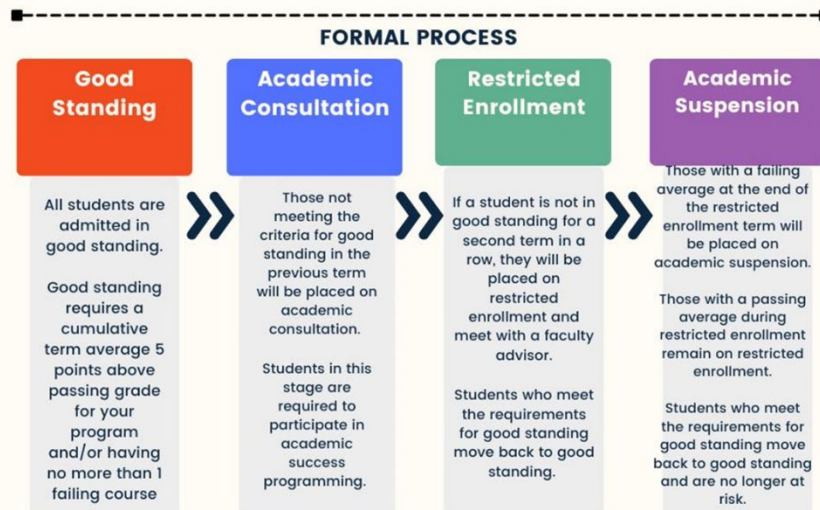 FORMAL PROCESS
Good
Standing
All students are
admitted in
good standing.
Good standing
requires a
cumulative
term average 5
points above
passing grade
for your
program
and/or having
no more than 1
failing course
Academic
Consultation
Those not
meeting the
criteria for good
standing in the
previous term
will be placed on
academic
consultation.
Students in this
stage are
required to
participate in
academic
success
programming.
Restricted
Enrollment
If a student is not in
good standing for a
second term in a
row, they will be
placed on
restricted
enrollment and
meet with a faculty
advisor.
Students who meet
the requirements
for good standing
move back to good
standing.
Academic
Suspension
Those with a failing
average at the end of
the restricted
enrollment term will
be placed on
academic suspension.
Those with a passing
average during
restricted enrollment
remain on restricted
enrollment.
Students who meet
the requirements for
good standing move
back to good standing
and are no longer at
risk.